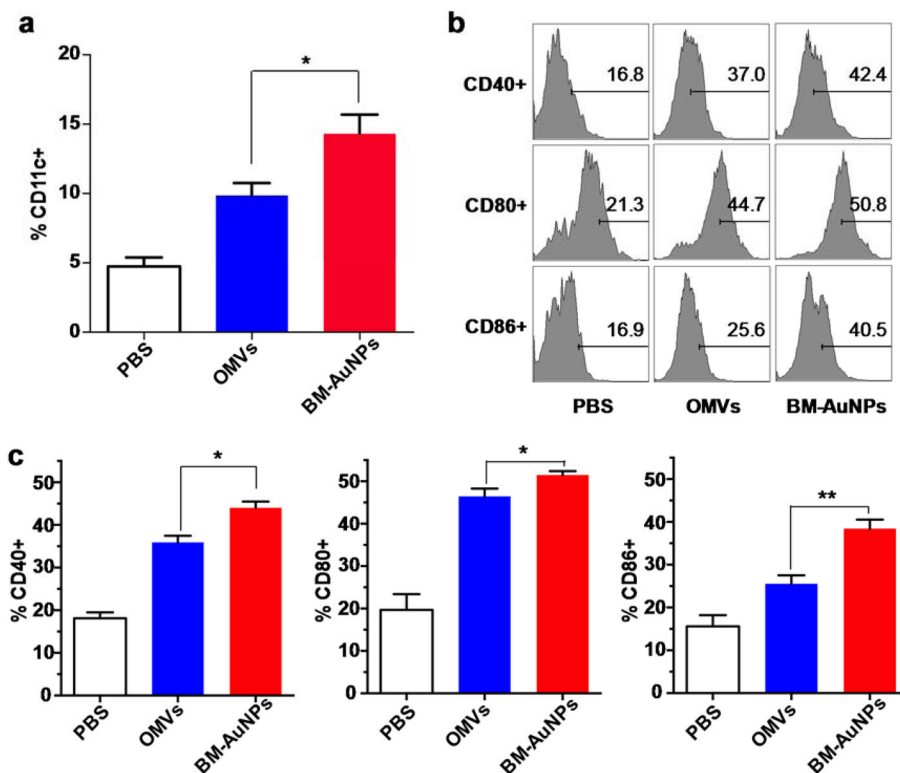 a
% CD11c+
20
15
10
5
0
*
PBS
OMVs
BM-AuNPs
b
CD40+
16.8
37.0
42.4
CD80+
21.3
44.7
50.8
CD86+
16.9
25.6
40.5
PBS
OMVs
BM-AuNPs
c
% CD40+
50
40
30
20
10
0
*
PBS
OMVs
BM-AuNPs
% CD80+
50
40
30
20
10
0
*
PBS
OMVs
BM-AuNPs
% CD86+
50
40
30
20
10
0
**
PBS
OMVs
BM-AuNPs